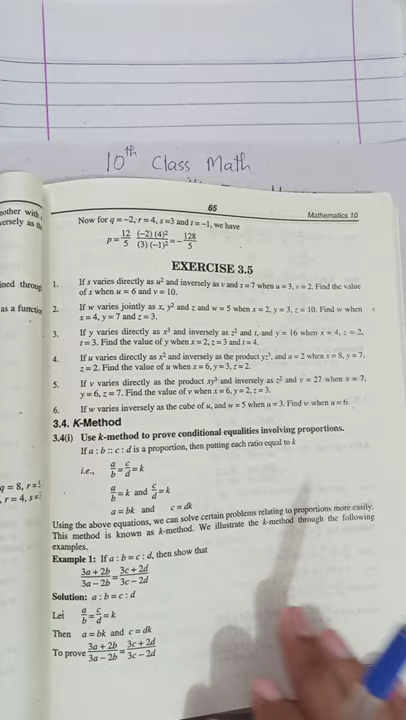 10th Class Math
65
Mathematics 10
Now for q = −2, r = 4, s = 3 and t = −1, we have
p = 12/5 (−2) (4)²/(3) (−1)² = − 128/5
EXERCISE 3.5
1. If s varies directly as u² and inversely as v and s = 7 when u = 3, v = 2. Find the value
of s when u = 6 and v = 10.
2. If w varies jointly as x, y² and z and w = 5 when x = 2, y = 3, z = 10. Find w when
x = 4, y = 7 and z = 3.
3. If y varies directly as x³ and inversely as z² and t, and y = 16 when x = 4, z = 2,
t = 3. Find the value of y when x = 2, z = 3 and t = 4.
4. If u varies directly as x² and inversely as the product yz³, and u = 2 when x = 8, y = 7,
z = 2. Find the value of u when x = 6, y = 3, z = 2.
5. If v varies directly as the product xy³ and inversely as z² and v = 27 when x = 7,
y = 6, z = 7. Find the value of v when x = 6, y = 2, z = 3.
6. If w varies inversely as the cube of u, and w = 5 when u = 3. Find w when u = 6.
3.4. K-Method
3.4(i) Use k-method to prove conditional equalities involving proportions.
If a : b :: c : d is a proportion, then putting each ratio equal to k
i.e., a/b = c/d = k
a/b = k and c/d = k
a = bk and c = dk
Using the above equations, we can solve certain problems relating to proportions more easily.
This method is known as k-method. We illustrate the k-method through the following
examples.
Example 1: If a : b = c : d, then show that
3a + 2b/3a − 2b = 3c + 2d/3c − 2d
Solution: a : b = c : d
Let a/b = c/d = k
Then a = bk and c = dk
To prove 3a + 2b/3a − 2b = 3c + 2d/3c − 2d
other with
versely as
ined throug
as a functio
q = 8, r =
, r = 4, s =